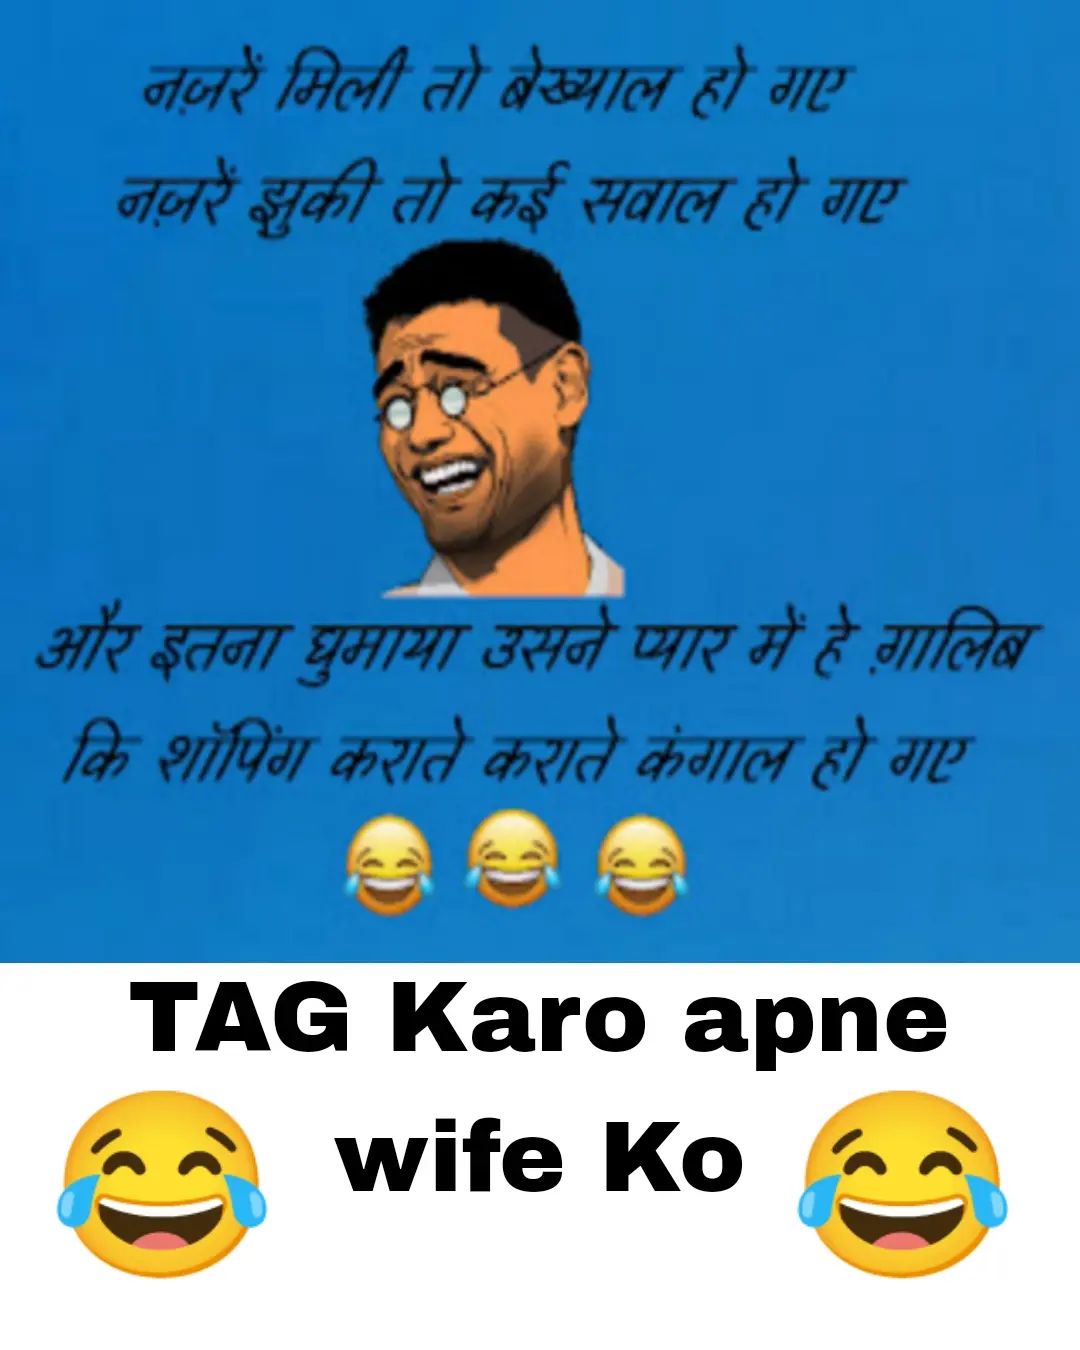 नज़रें मिली तो बेख्याल हो गए
नज़रें झुकी तो कई सवाल हो गए
और इतना घुमाया उसने प्यार में हे ग़ालिब
कि शॉपिंग कराते कराते कंगाल हो गए
TAG Karo apne
wife Ko